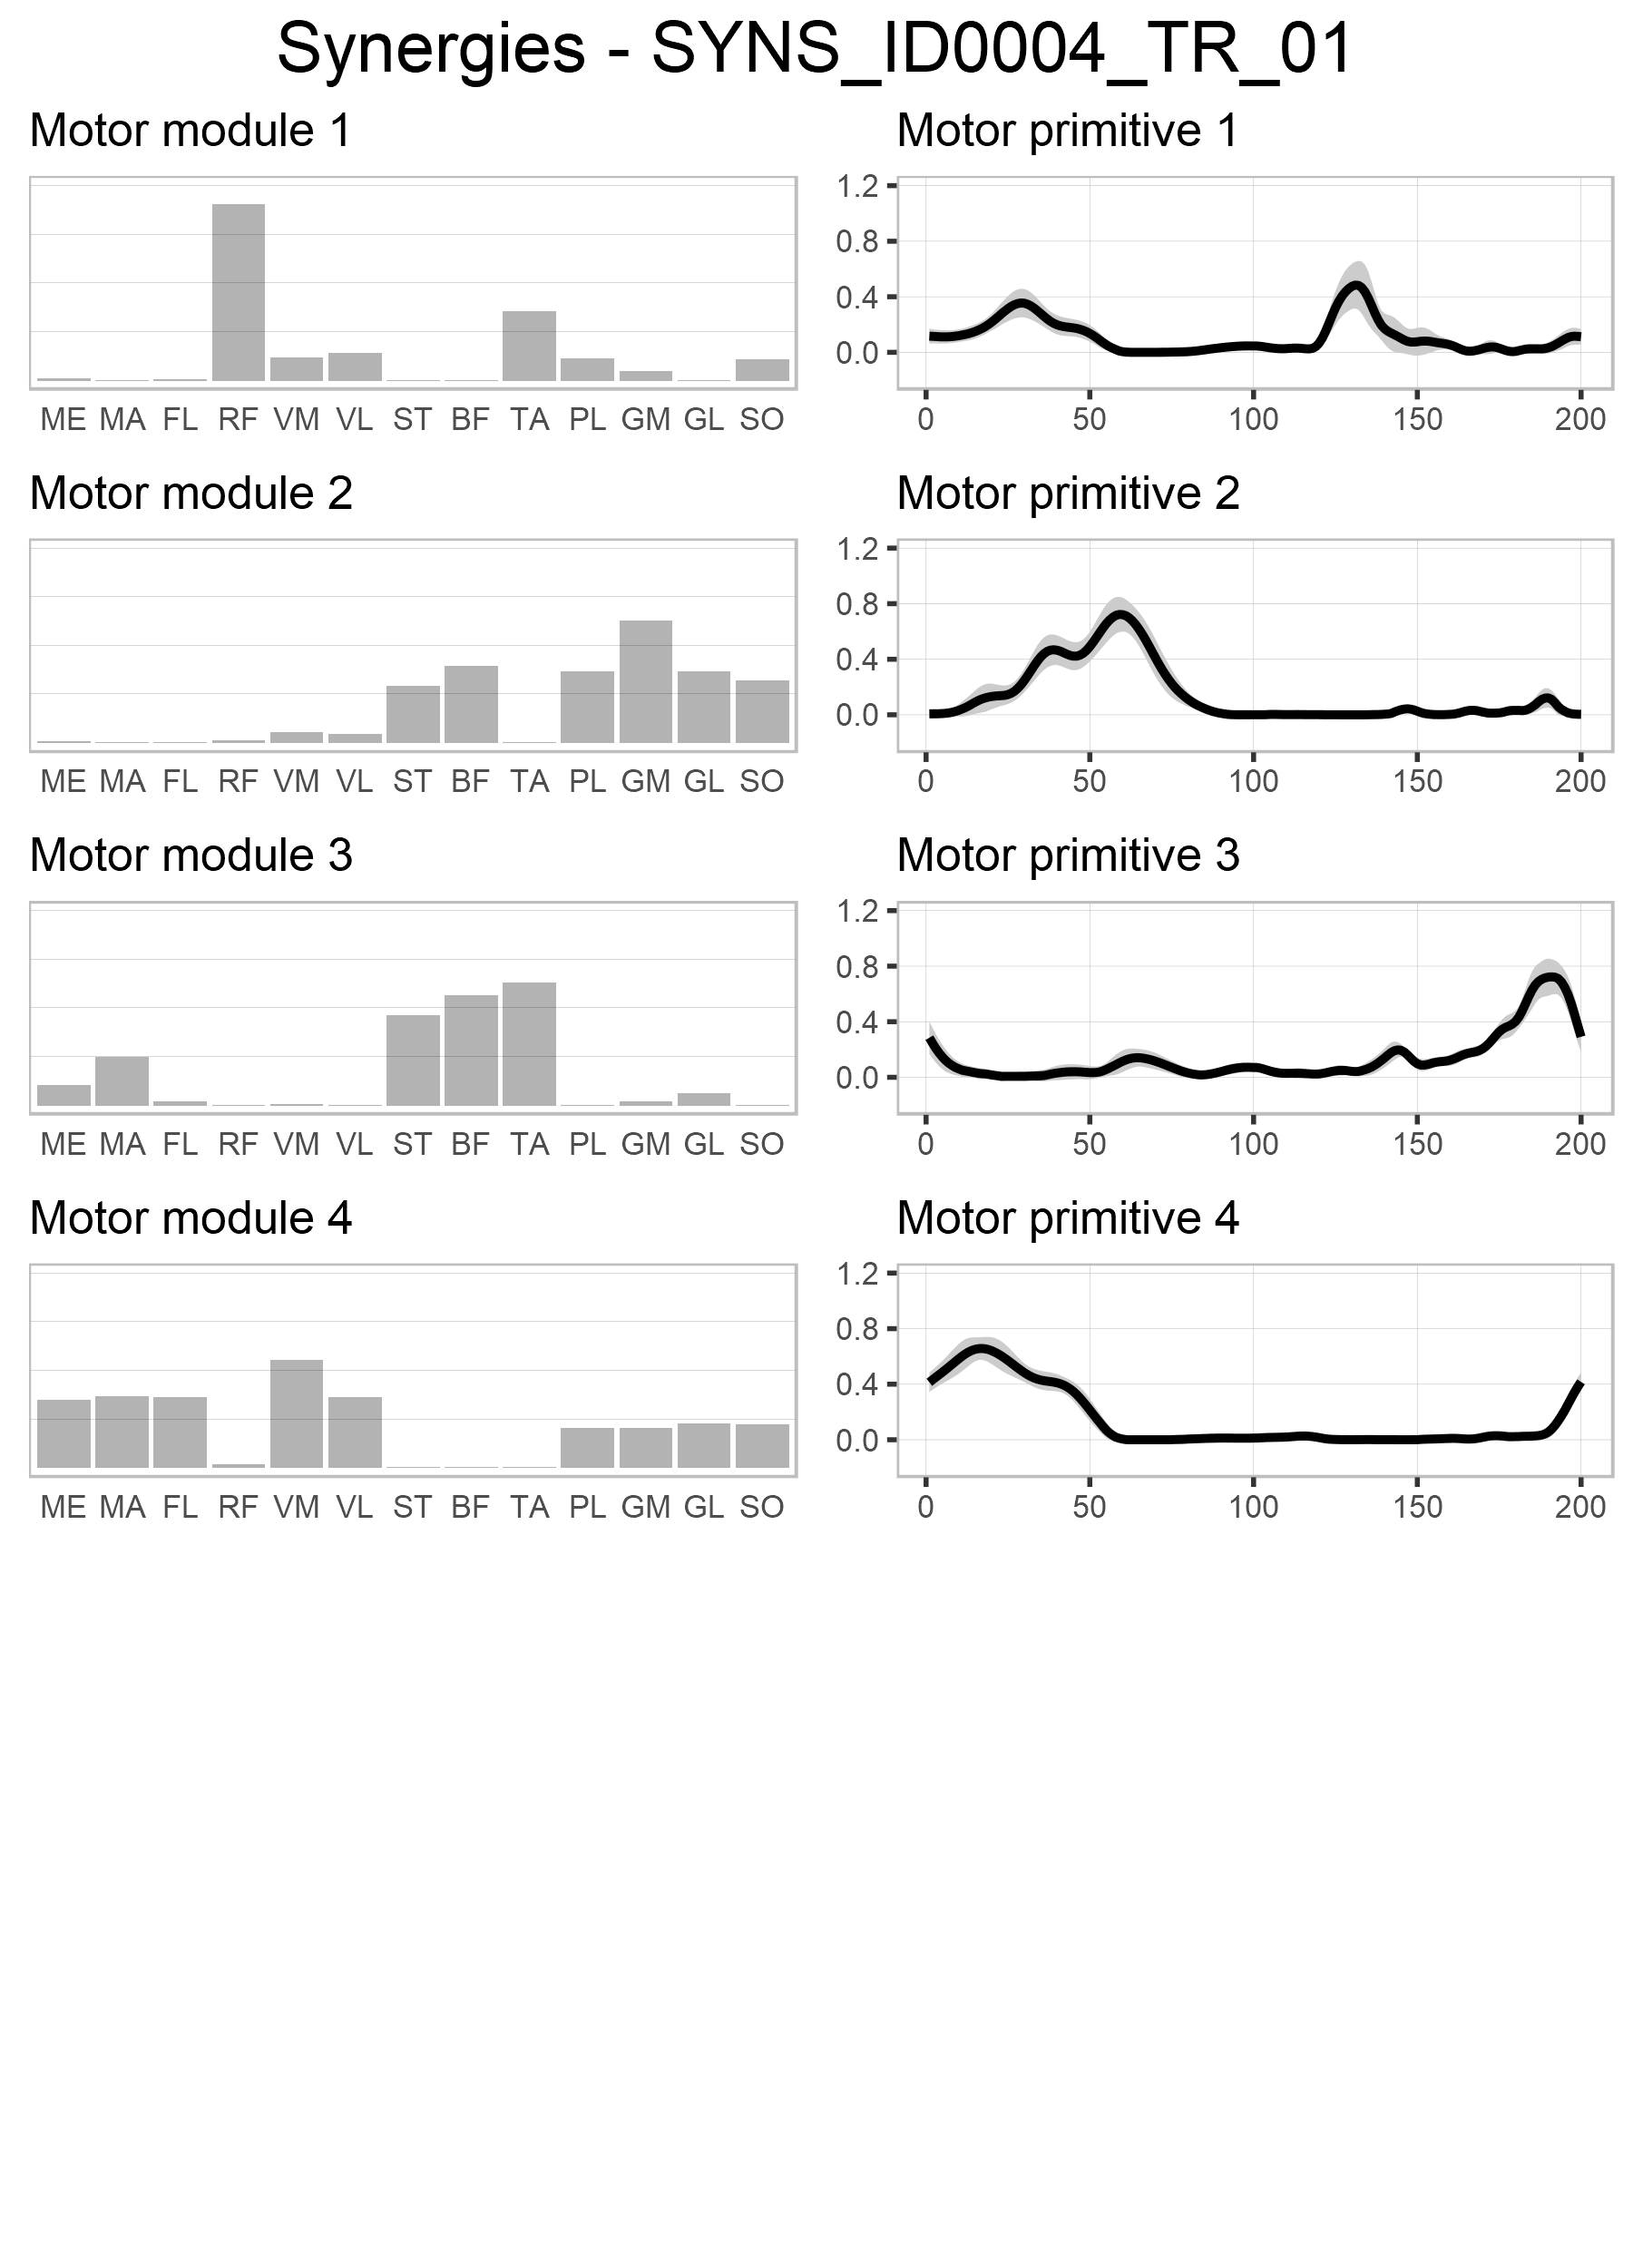 Synergies - SYNS_ID0004_TR_01
Motor module 1
Motor primitive 1
1.2
0.8
0.4
0.0
ME MA FL RF VM VL ST BF TA PL GM GL SO
0 50 100 150 200
Motor module 2
Motor primitive 2
1.2
0.8
0.4
0.0
ME MA FL RF VM VL ST BF TA PL GM GL SO
0 50 100 150 200
Motor module 3
Motor primitive 3
1.2
0.8
0.4
0.0
ME MA FL RF VM VL ST BF TA PL GM GL SO
0 50 100 150 200
Motor module 4
Motor primitive 4
1.2
0.8
0.4
0.0
ME MA FL RF VM VL ST BF TA PL GM GL SO
0 50 100 150 200